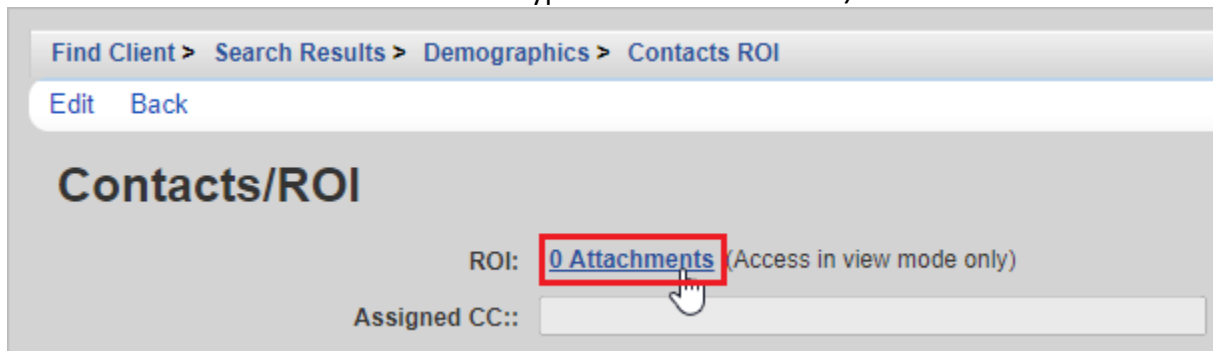 Find Client > Search Results > Demographics > Contacts ROI
Edit Back
Contacts/ROI
ROI: 0 Attachments (Access in view mode only)
Assigned CC::